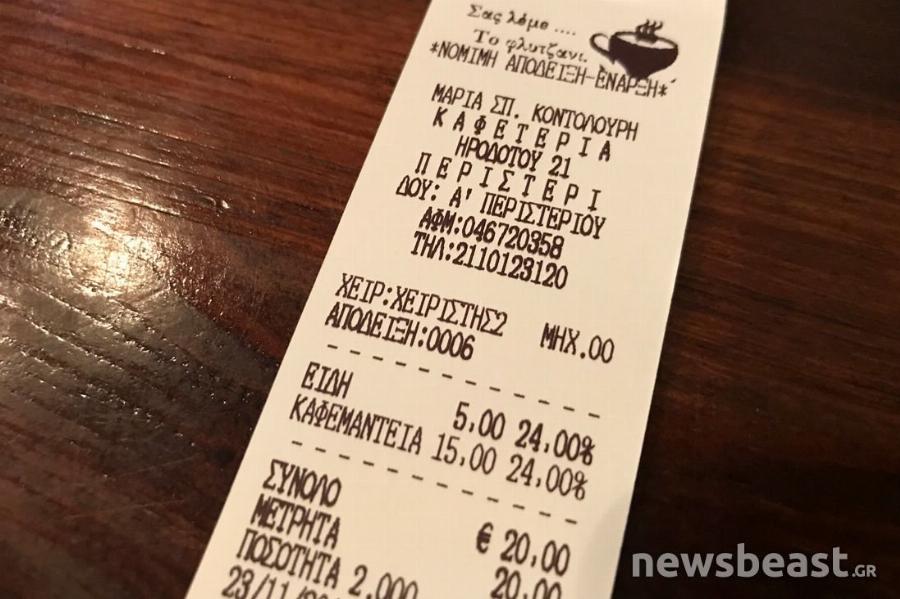 Σας λέμε ....
Το φλυτζάνι.
*ΝΟΜΙΜΗ ΑΠΟΔΕΙΞΗ-ΕΝΑΡΞΗ*
ΜΑΡΙΑ ΣΠ. ΚΟΝΤΟΛΟΥΡΗ
ΚΑΦΕΤΕΡΙΑ
ΗΡΟΔΟΤΟΥ 21
ΠΕΡΙΣΤΕΡΙ
ΔΟΥ: Α' ΠΕΡΙΣΤΕΡΙΟΥ
ΑΦΜ:046720358
ΤΗΛ:2110123120
ΧΕΙΡ:ΧΕΙΡΙΣΤΗΣ2 ΜΗΧ.00
ΑΠΟΔΕΙΞΗ:0006
ΕΙΔΗ 5,00 24,00%
ΚΑΦΕΜΑΝΤΕΙΑ 15,00 24,00%
ΣΥΝΟΛΟ € 20,00
ΜΕΤΡΗΤΑ 20,00
ΠΟΣΟΤΗΤΑ 2,000
23/11/
newsbeast.GR